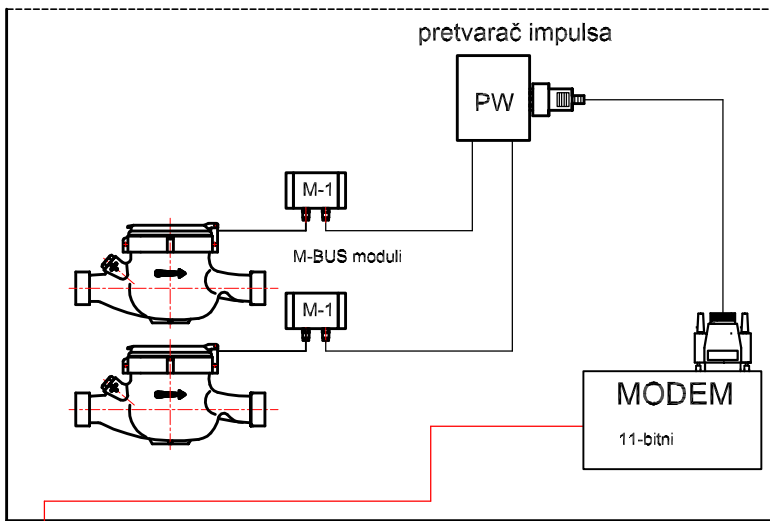 pretvarač impulsa
PW
M-1
M-BUS moduli
M-1
MODEM
11-bitni